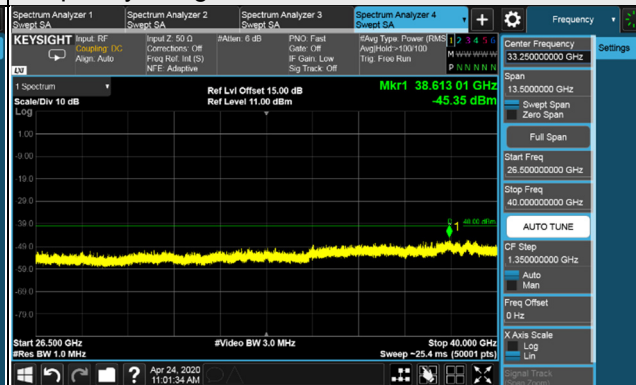 Spectrum Analyzer 1
Swept SA
Spectrum Analyzer 2
Swept SA
Spectrum Analyzer 3
Swept SA
Spectrum Analyzer 4
Swept SA
+
Frequency
KEYSIGHT
Input: RF
Coupling: DC
Align: Auto
LXI
Input Z: 50 Ω
Corrections: Off
Freq Ref: Int (S)
NFE: Adaptive
#Atten: 6 dB
PNO: Fast
Gate: Off
IF Gain: Low
Sig Track: Off
#Avg Type: Power (RMS
Avg|Hold:>100/100
Trig: Free Run
1 2 3 4 5 6
M W W W W W
P N N N N N
Center Frequency
33.250000000 GHz
Settings
Span
13.5000000 GHz
Swept Span
Zero Span
Full Span
Start Freq
26.500000000 GHz
Stop Freq
40.000000000 GHz
AUTO TUNE
CF Step
1.350000000 GHz
Auto
Man
Freq Offset
0 Hz
X Axis Scale
Log
Lin
Signal Track
(Span Zoom)
1 Spectrum
Scale/Div 10 dB
Log
Ref Lvl Offset 15.00 dB
Ref Level 11.00 dBm
Mkr1 38.613 01 GHz
-45.35 dBm
1.00
-9.00
-19.0
-29.0
-39.0
-49.0
-59.0
-69.0
-79.0
1
-40.00 dBm
Start 26.500 GHz
#Res BW 1.0 MHz
#Video BW 3.0 MHz
Stop 40.000 GHz
Sweep ~25.4 ms (50001 pts)
?
Apr 24, 2020
11:01:34 AM